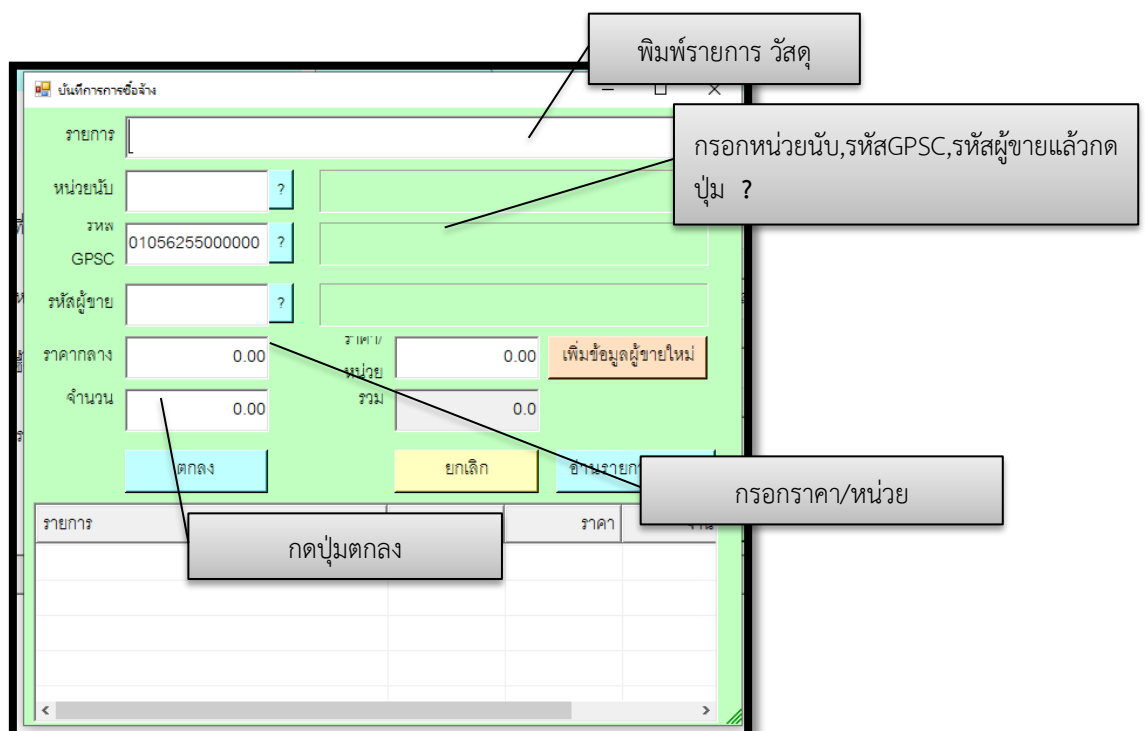 พิมพ์รายการ วัสดุ
บันทึกการซื้อจ้าง
รายการ
กรอกหน่วยนับ,รหัสGPSC,รหัสผู้ขายแล้วกด
ปุ่ม ?
หน่วยนับ ?
รหัส
GPSC 01056255000000 ?
รหัสผู้ขาย ?
ราคากลาง 0.00 ราคา/
หน่วย 0.00 เพิ่มข้อมูลผู้ขายใหม่
จำนวน 0.00 รวม 0.0
ตกลง ยกเลิก
กรอกราคา/หน่วย
รายการ ราคา
กดปุ่มตกลง